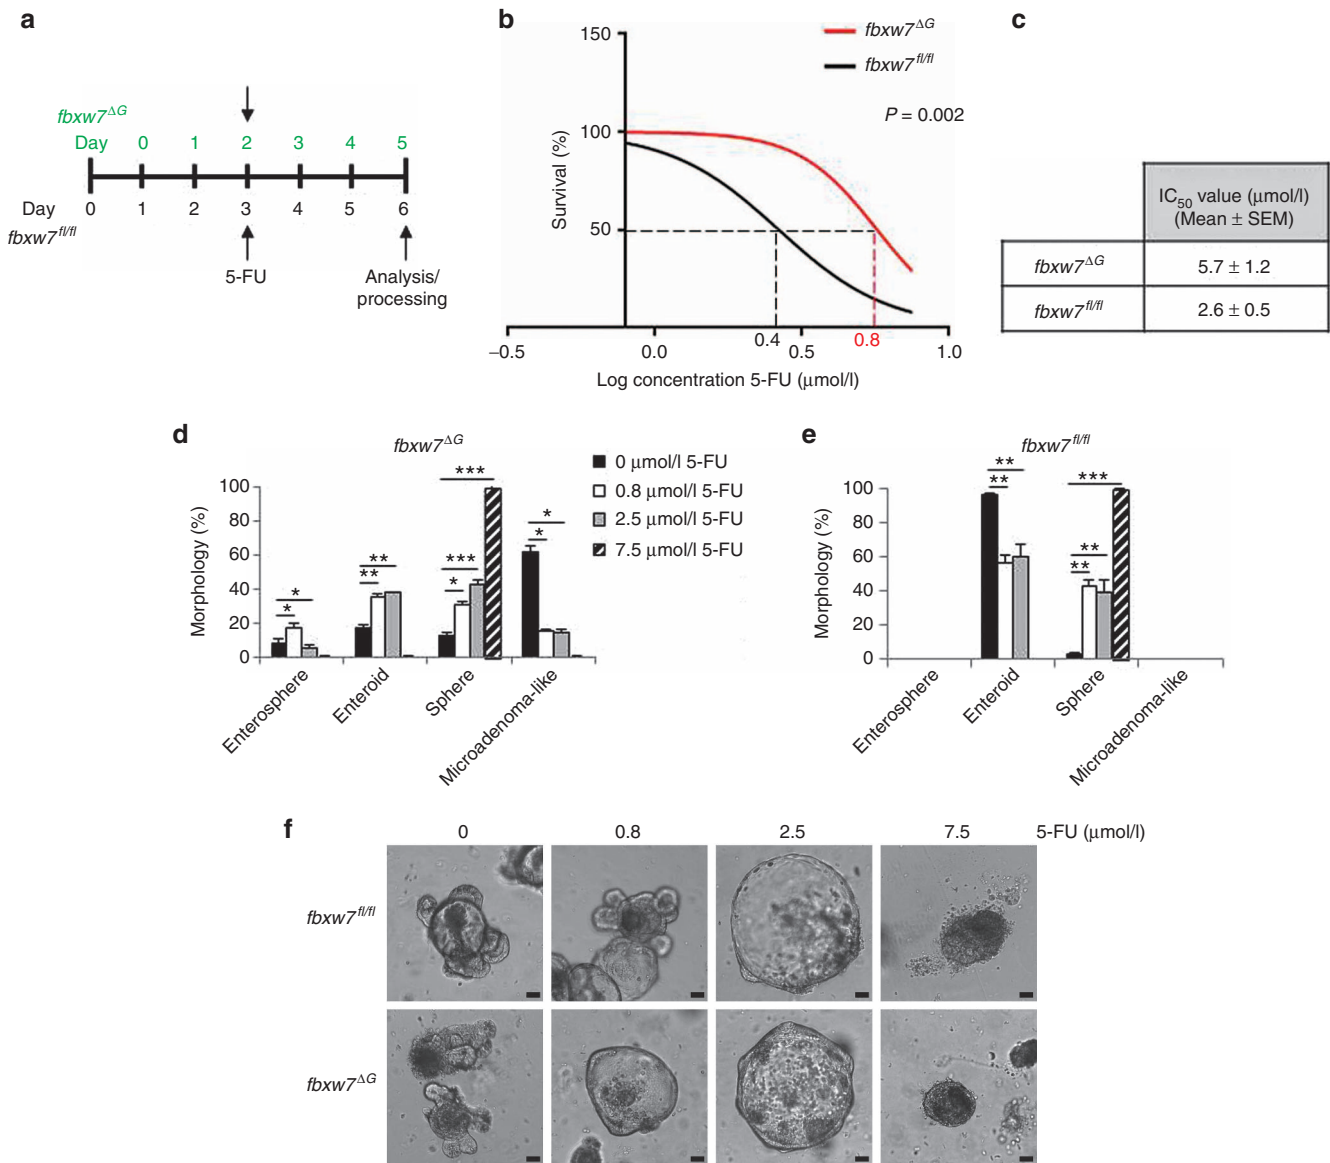 a
fbxw7ΔG
Day 0 1 2 3 4 5
Day 0 1 2 3 4 5 6
fbxw7fl/fl
5-FU
Analysis/
processing
b
fbxw7ΔG
fbxw7fl/fl
P = 0.002
Survival (%)
150
100
50
0.4 0.8
−0.5 0.0 0.5 1.0
Log concentration 5-FU (μmol/l)
c
IC50 value (μmol/l)
(Mean ± SEM)
fbxw7ΔG 5.7 ± 1.2
fbxw7fl/fl 2.6 ± 0.5
d
fbxw7ΔG
Morphology (%)
100
80
60
40
20
0
* *
** **
* *** ***
* *
Enterosphere
Enteroid
Sphere
Microadenoma-like
0 μmol/l 5-FU
0.8 μmol/l 5-FU
2.5 μmol/l 5-FU
7.5 μmol/l 5-FU
e
fbxw7fl/fl
Morphology (%)
100
80
60
40
20
0
** **
** ** ***
Enterosphere
Enteroid
Sphere
Microadenoma-like
f
0 0.8 2.5 7.5 5-FU (μmol/l)
fbxw7fl/fl
fbxw7ΔG